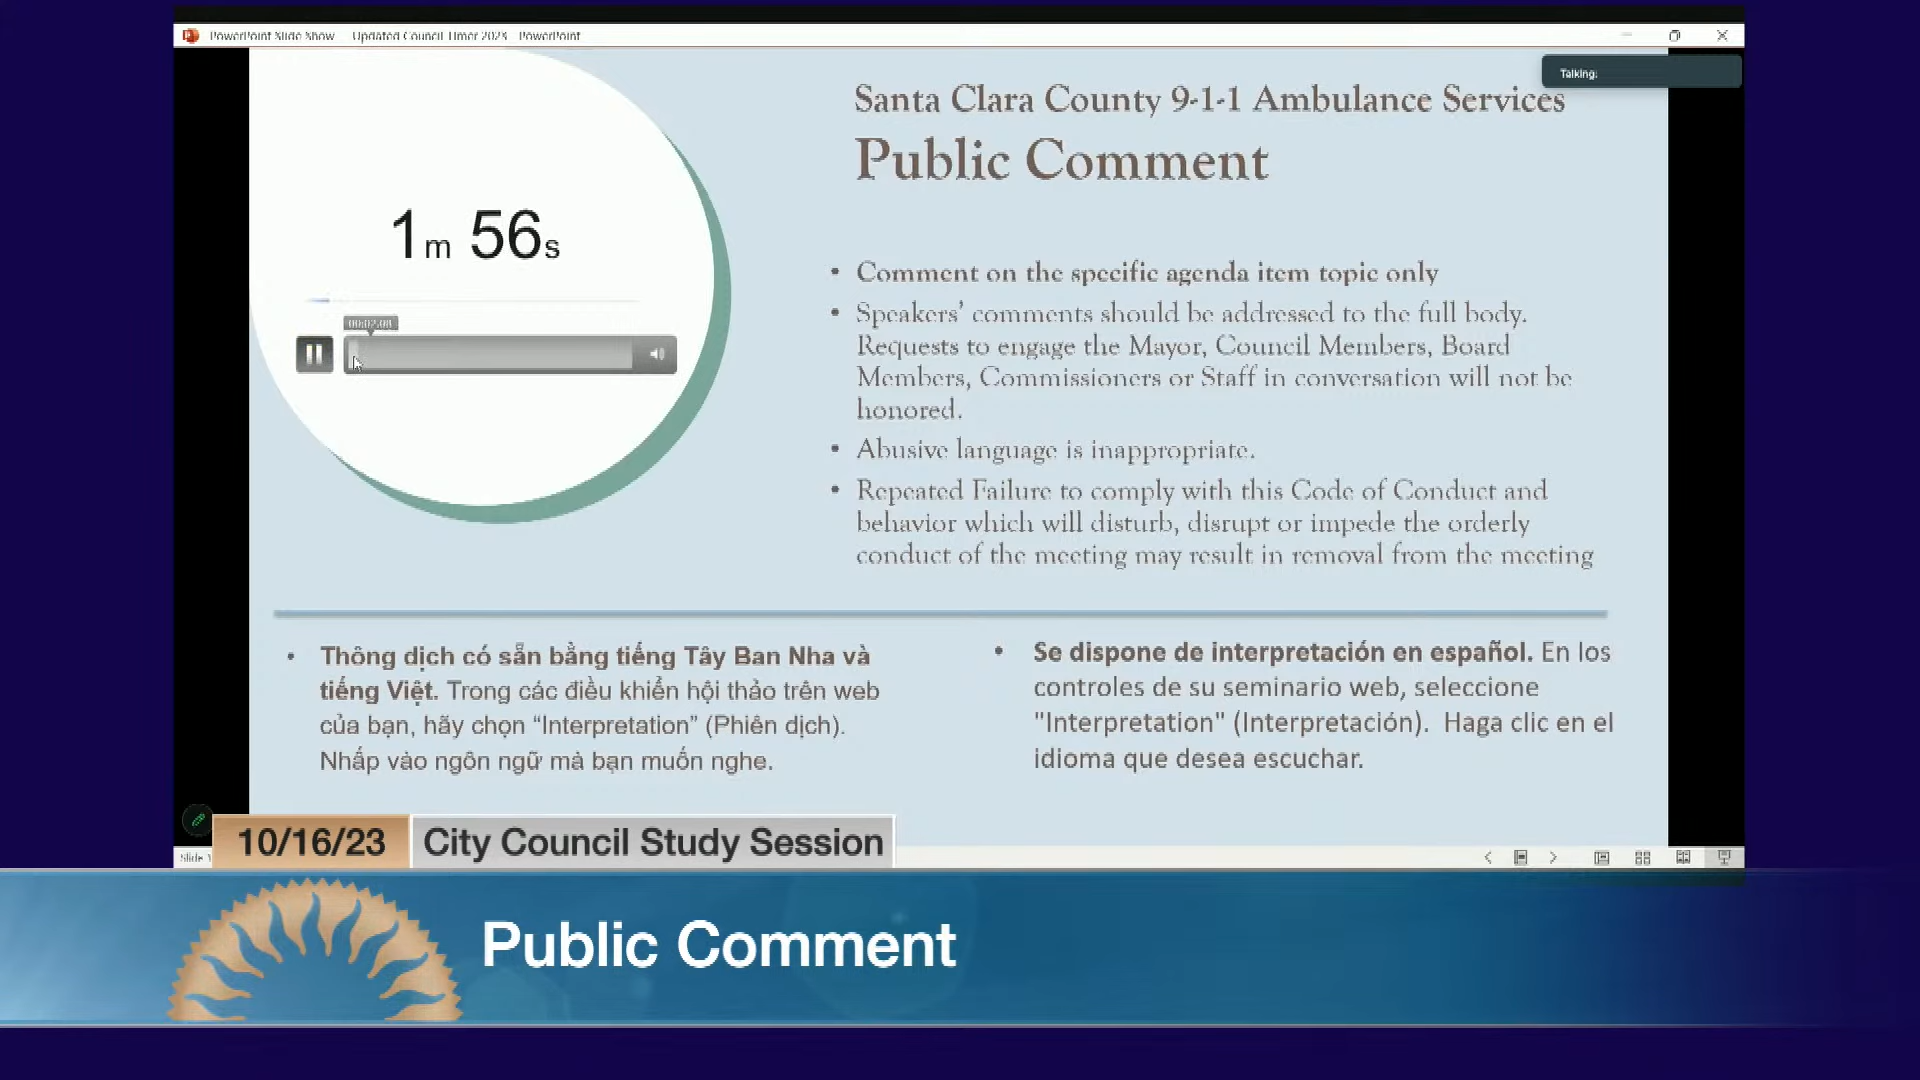 PowerPoint Slide Show - Updated Council Timer 2023 - PowerPoint
Talking:
Santa Clara County 9-1-1 Ambulance Services
Public Comment
1m 56s
00:02.08
• Comment on the specific agenda item topic only
• Speakers’ comments should be addressed to the full body.
Requests to engage the Mayor, Council Members, Board
Members, Commissioners or Staff in conversation will not be
honored.
• Abusive language is inappropriate.
• Repeated Failure to comply with this Code of Conduct and
behavior which will disturb, disrupt or impede the orderly
conduct of the meeting may result in removal from the meeting
• Thông dịch có sẵn bằng tiếng Tây Ban Nha và
tiếng Việt. Trong các điều khiển hội thảo trên web
của bạn, hãy chọn “Interpretation” (Phiên dịch).
Nhấp vào ngôn ngữ mà bạn muốn nghe.
• Se dispone de interpretación en español. En los
controles de su seminario web, seleccione
"Interpretation" (Interpretación). Haga clic en el
idioma que desea escuchar.
Slide
10/16/23
City Council Study Session
Public Comment